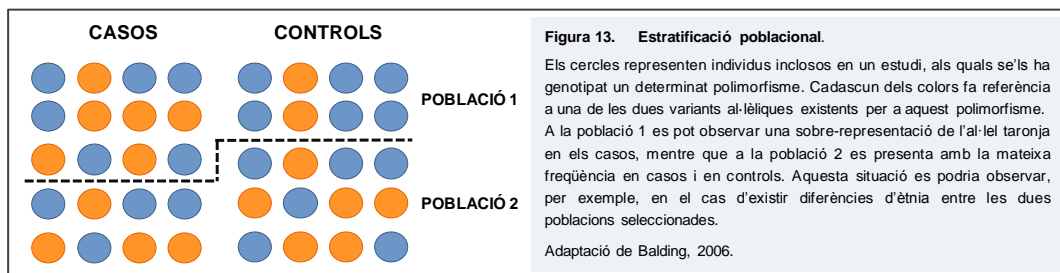 CASOS
CONTROLS
POBLACIÓ 1
POBLACIÓ 2
Figura 13. Estratificació poblacional.
Els cercles representen individus inclosos en un estudi, als quals se'ls ha
genotipat un determinat polimorfisme. Cadascun dels colors fa referència
a una de les dues variants al·lèliques existents per a aquest polimorfisme.
A la població 1 es pot observar una sobre-representació de l'al·lel taronja
en els casos, mentre que a la població 2 es presenta amb la mateixa
freqüència en casos i en controls. Aquesta situació es podria observar,
per exemple, en el cas d'existir diferències d'ètnia entre les dues
poblacions seleccionades.
Adaptació de Balding, 2006.